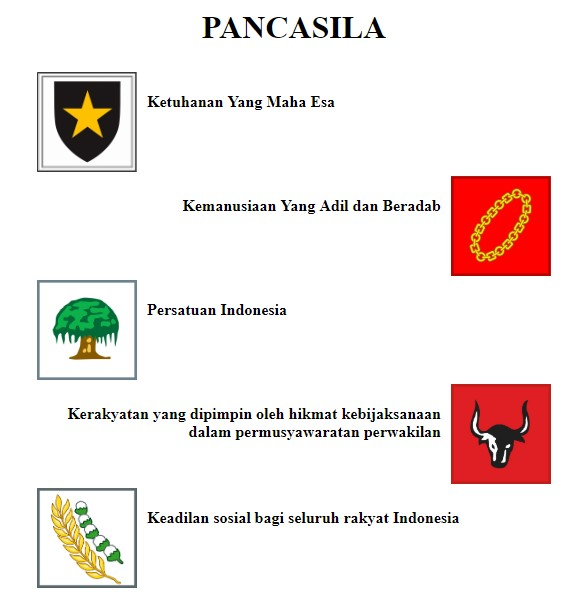 PANCASILA
Ketuhanan Yang Maha Esa
Kemanusiaan Yang Adil dan Beradab
Persatuan Indonesia
Kerakyatan yang dipimpin oleh hikmat kebijaksanaan
dalam permusyawaratan perwakilan
Keadilan sosial bagi seluruh rakyat Indonesia